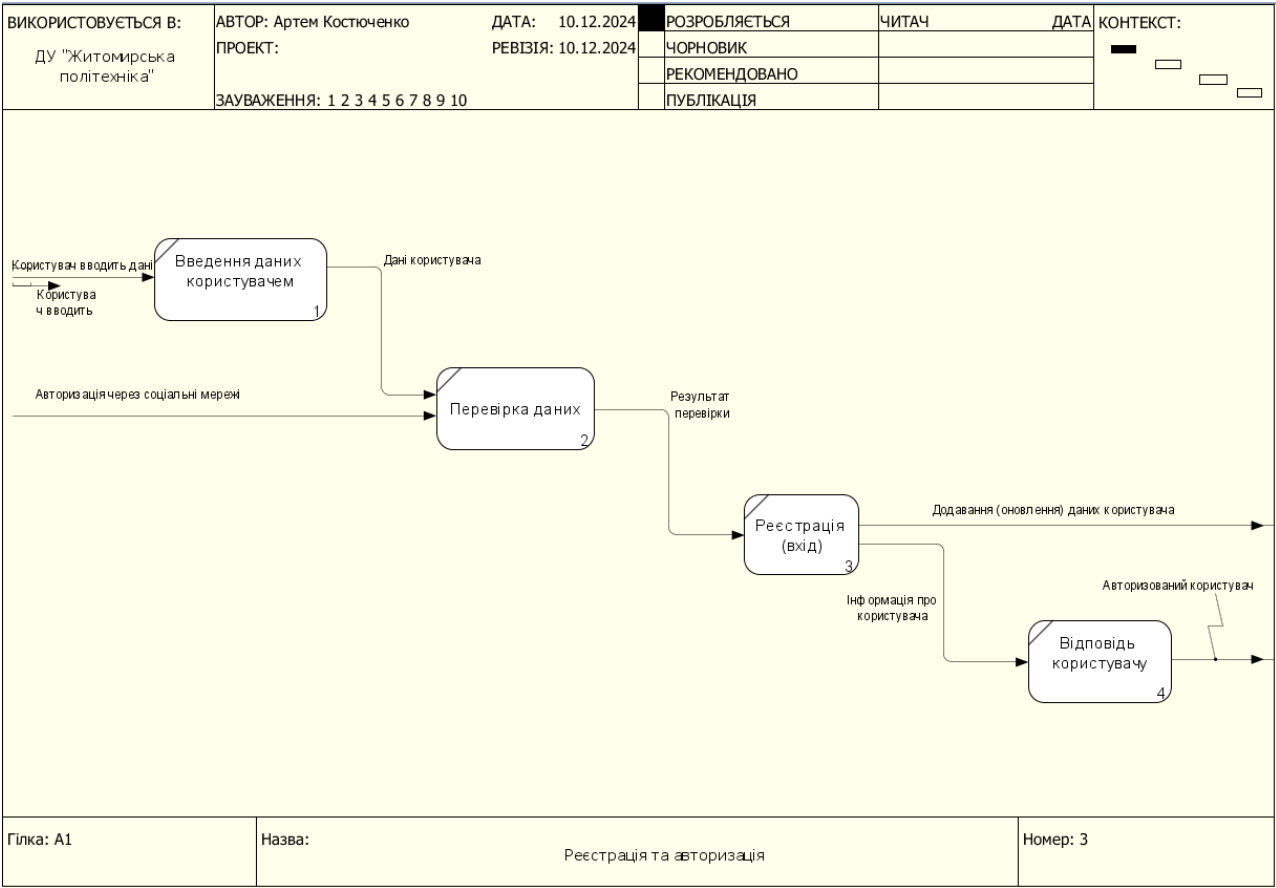 ВИКОРИСТОВУЄТЬСЯ В:
ДУ "Житомирська
політехніка"
АВТОР: Артем Костюченко
ДАТА: 10.12.2024
ПРОЕКТ:
РЕВІЗІЯ: 10.12.2024
ЗАУВАЖЕННЯ: 1 2 3 4 5 6 7 8 9 10
РОЗРОБЛЯЄТЬСЯ
ЧОРНОВИК
РЕКОМЕНДОВАНО
ПУБЛІКАЦІЯ
ЧИТАЧ
ДАТА
КОНТЕКСТ:
Користувач вводить дані
Користува
ч вводить
Введення даних
користувачем
1
Дані користувача
Авторизація через соціальні мережі
Перевірка даних
2
Результат
перевірки
Реєстрація
(вхід)
3
Додавання (оновлення) даних користувача
Інформація про
користувача
Авторизований користувач
Відповідь
користувачу
4
Гілка: A1
Назва:
Реєстрація та авторизація
Номер: 3